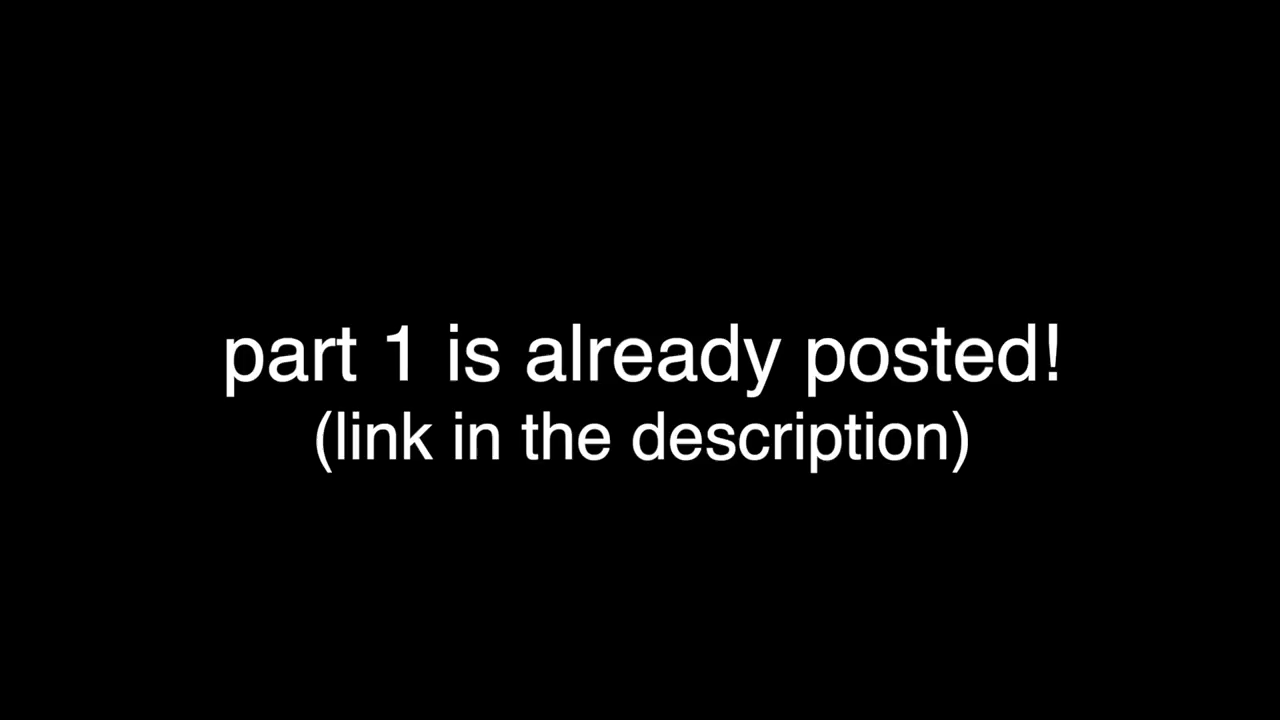 part 1 is already posted!
(link in the description)